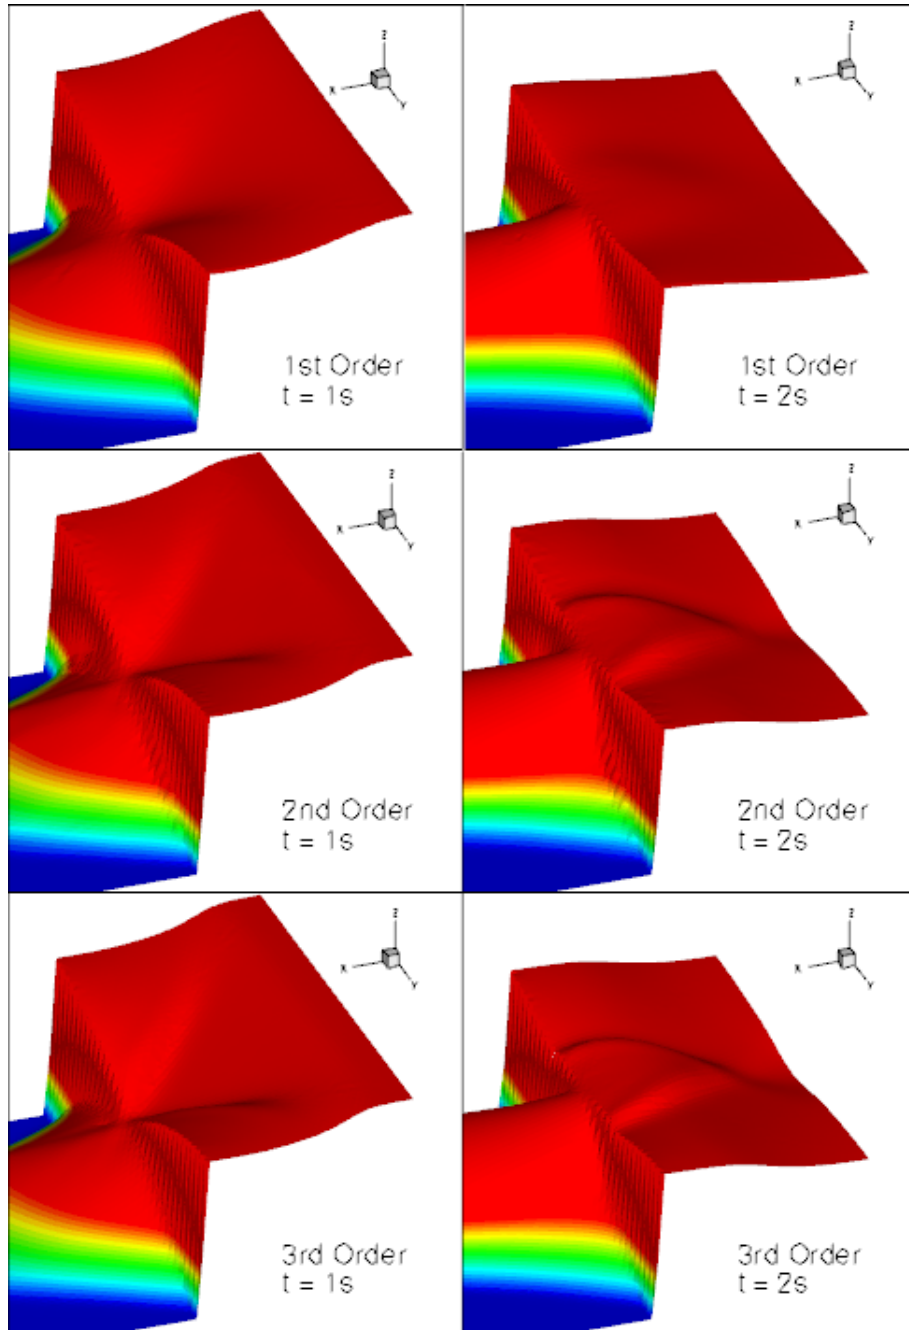 Z
X
Y
1st Order
t = 1s
Z
X
Y
1st Order
t = 2s
Z
X
Y
2nd Order
t = 1s
Z
X
Y
2nd Order
t = 2s
Z
X
Y
3rd Order
t = 1s
Z
X
Y
3rd Order
t = 2s